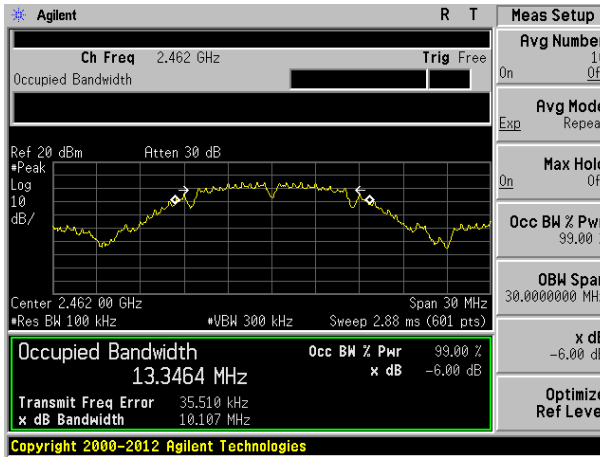 Agilent R T Meas Setup
Ch Freq 2.462 GHz Trig Free
Occupied Bandwidth
Ref 20 dBm Atten 30 dB
#Peak
Log
10
dB/
Center 2.462 00 GHz Span 30 MHz
#Res BW 100 kHz #VBW 300 kHz Sweep 2.88 ms (601 pts)
Occupied Bandwidth Occ BW % Pwr 99.00 %
13.3464 MHz x dB -6.00 dB
Transmit Freq Error 35.510 kHz
x dB Bandwidth 10.107 MHz
Copyright 2000-2012 Agilent Technologies
Avg Number
On
Avg Mode
Exp
Max Hold
On
Occ BW % Pwr
99.00
OBW Span
30.0000000
x dB
-6.00 dB
Optimize
Ref Level